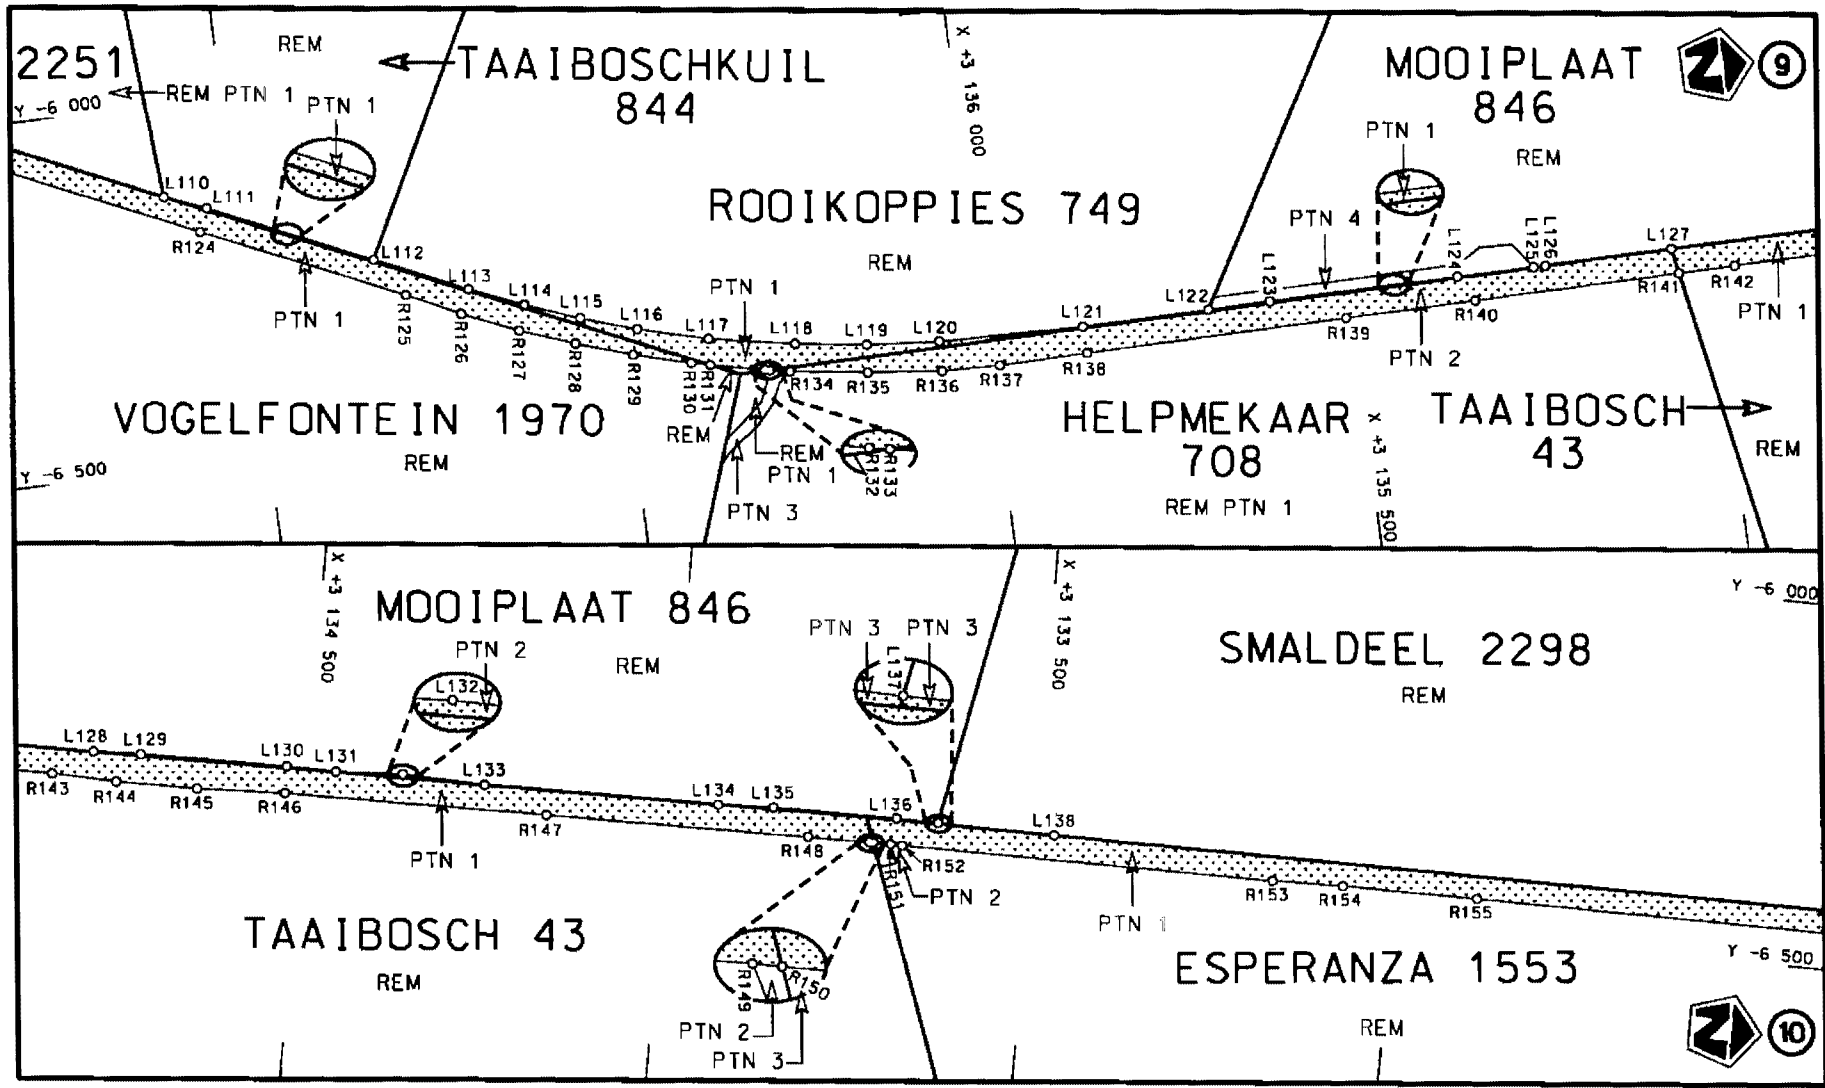 2251
REM
TAAIBOSCHKUIL
844
REM PTN 1
PTN 1
Y -6 000
X +3 136 000
MOOIPLAAT
846
REM
9
L110
L111
R124
PTN 1
L112
ROOIKOPPIES 749
REM
PTN 1
PTN 4
L113
L114
L115
L116
L117
PTN 1
L118
L119
L120
L121
L122
L123
L124
L125
L126
L127
R125
R126
R127
R128
R129
R130
R131
R134
R135
R136
R137
R138
R139
R140
R141
R142
PTN 1
PTN 2
VOGELFONTEIN 1970
REM
REM
REM
PTN 1
PTN 3
R132
R133
HELPMEKAAR
708
REM PTN 1
X +3 135 500
TAAIBOSCH
43
REM
Y -6 500
X +3 134 500
MOOIPLAAT 846
PTN 2
REM
L132
PTN 3
PTN 3
L137
X +3 133 500
SMALDEEL 2298
REM
Y -6 000
L128
L129
L130
L131
L133
L134
L135
L136
L138
R143
R144
R145
R146
PTN 1
R147
R148
R151
R152
PTN 2
PTN 1
R153
R154
R155
TAAIBOSCH 43
REM
R149
R150
PTN 2
PTN 3
ESPERANZA 1553
REM
Y -6 500
10